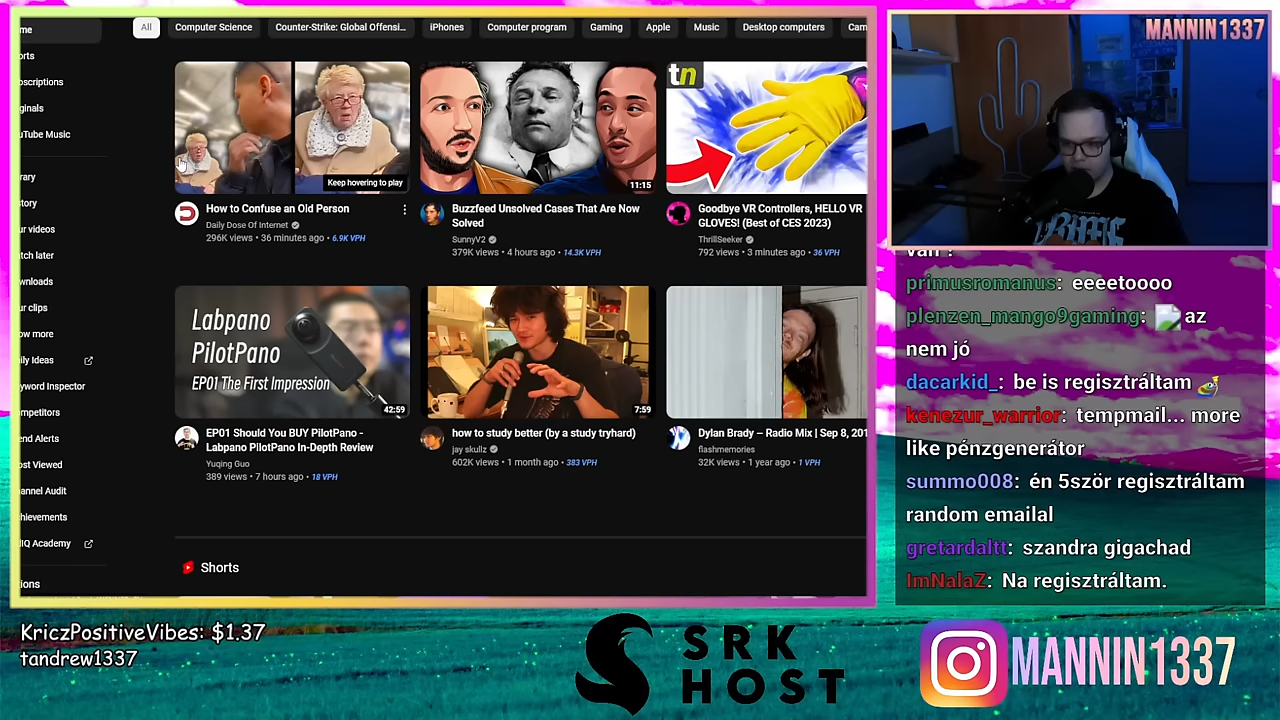 me
All
Computer Science
Counter-Strike: Global Offensi...
iPhones
Computer program
Gaming
Apple
Music
Desktop computers
Cam
orts
bscriptions
ginals
uTube Music
rary
tory
ur videos
tch later
wnloads
ur clips
ow more
ily Ideas
yword Inspector
ompetitors
end Alerts
ost Viewed
annel Audit
hievements
IQ Academy
ions
Keep hovering to play
How to Confuse an Old Person
Daily Dose Of Internet
296K views • 36 minutes ago • 6.9K VPH
11:15
Buzzfeed Unsolved Cases That Are Now
Solved
SunnyV2
379K views • 4 hours ago • 14.3K VPH
tn
Goodbye VR Controllers, HELLO VR
GLOVES! (Best of CES 2023)
ThrillSeeker
792 views • 3 minutes ago • 36 VPH
Labpano
PilotPano
EP01 The First Impression
42:59
EP01 Should You BUY PilotPano -
Labpano PilotPano In-Depth Review
Yuqing Guo
389 views • 7 hours ago • 18 VPH
7:59
how to study better (by a study tryhard)
jay skullz
602K views • 1 month ago • 383 VPH
Dylan Brady – Radio Mix | Sep 8, 201
flashmemories
32K views • 1 year ago • 1 VPH
Shorts
MANNIN1337
van ?
primusromanus: eeeetoooo
plenzen_mango9gaming: az
nem jó
dacarkid_: be is regisztráltam
kenezur_warrior: tempmail... more
like pénzgenerátor
summo008: én 5ször regisztráltam
random emailal
gretardaltt: szandra gigachad
ImNalaZ: Na regisztráltam.
KriczPositiveVibes: $1.37
tandrew1337
SRK
HOST
MANNIN1337